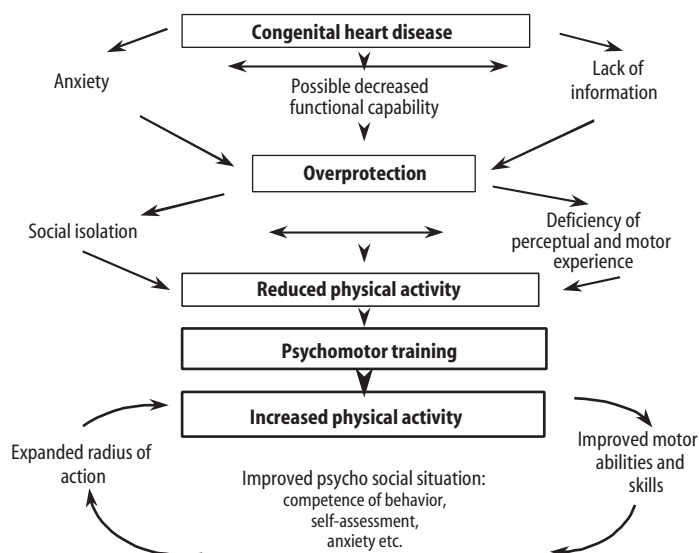 Congenital heart disease
Anxiety
Lack of
information
Possible decreased
functional capability
Overprotection
Social isolation
Deficiency of
perceptual and motor
experience
Reduced physical activity
Psychomotor training
Increased physical activity
Expanded radius of
action
Improved motor
abilities and
skills
Improved psycho social situation:
competence of behavior,
self-assessment,
anxiety etc.